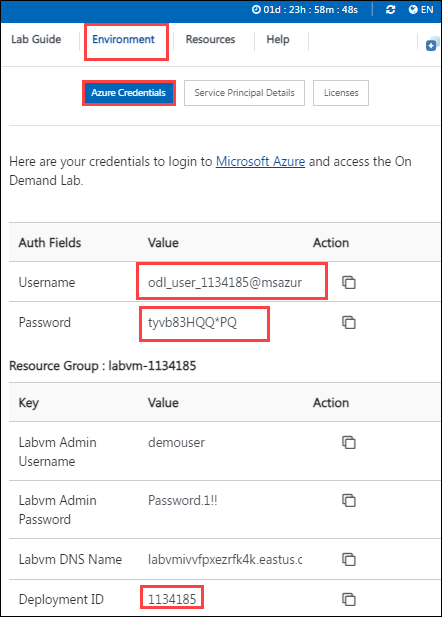 01d : 23h : 58m : 48s EN
Lab Guide Environment Resources Help
Azure Credentials Service Principal Details Licenses
Here are your credentials to login to Microsoft Azure and access the On
Demand Lab.
Auth Fields Value Action
Username odl_user_1134185@msazur
Password tyvb83HQQ*PQ
Resource Group : labvm-1134185
Key Value Action
Labvm Admin
Username
demouser
Labvm Admin
Password
Password.1!!
Labvm DNS Name labvmivvfpxezrfk4k.eastus.c
Deployment ID 1134185